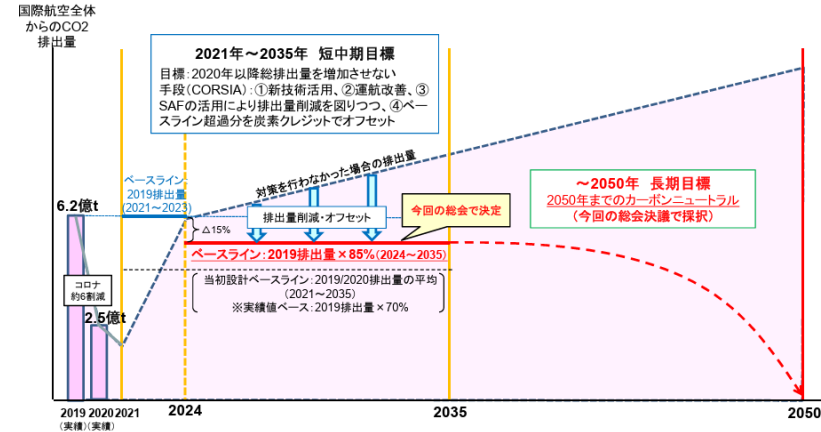 国際航空全体
からのCO2
排出量
2021年～2035年 短中期目標
目標：2020年以降総排出量を増加させない
手段（CORSIA）：①新技術活用、②運航改善、③
SAFの活用により排出量削減を図りつつ、④ベー
スライン超過分を炭素クレジットでオフセット
対策を行わなかった場合の排出量
ベースライン
2019排出量
（2021～2023）
6.2億t
排出量削減・オフセット
今回の総会で決定
～2050年 長期目標
2050年までのカーボンニュートラル
（今回の総会決議で採択）
△15%
ベースライン：2019排出量×85%（2024～2035）
コロナ
約6割減
当初設計ベースライン：2019/2020排出量の平均
（2021～2035）
※実績値ベース：2019排出量×70%
2.5億t
2019 2020 2021 2024 2035 2050
（実績）（実績）